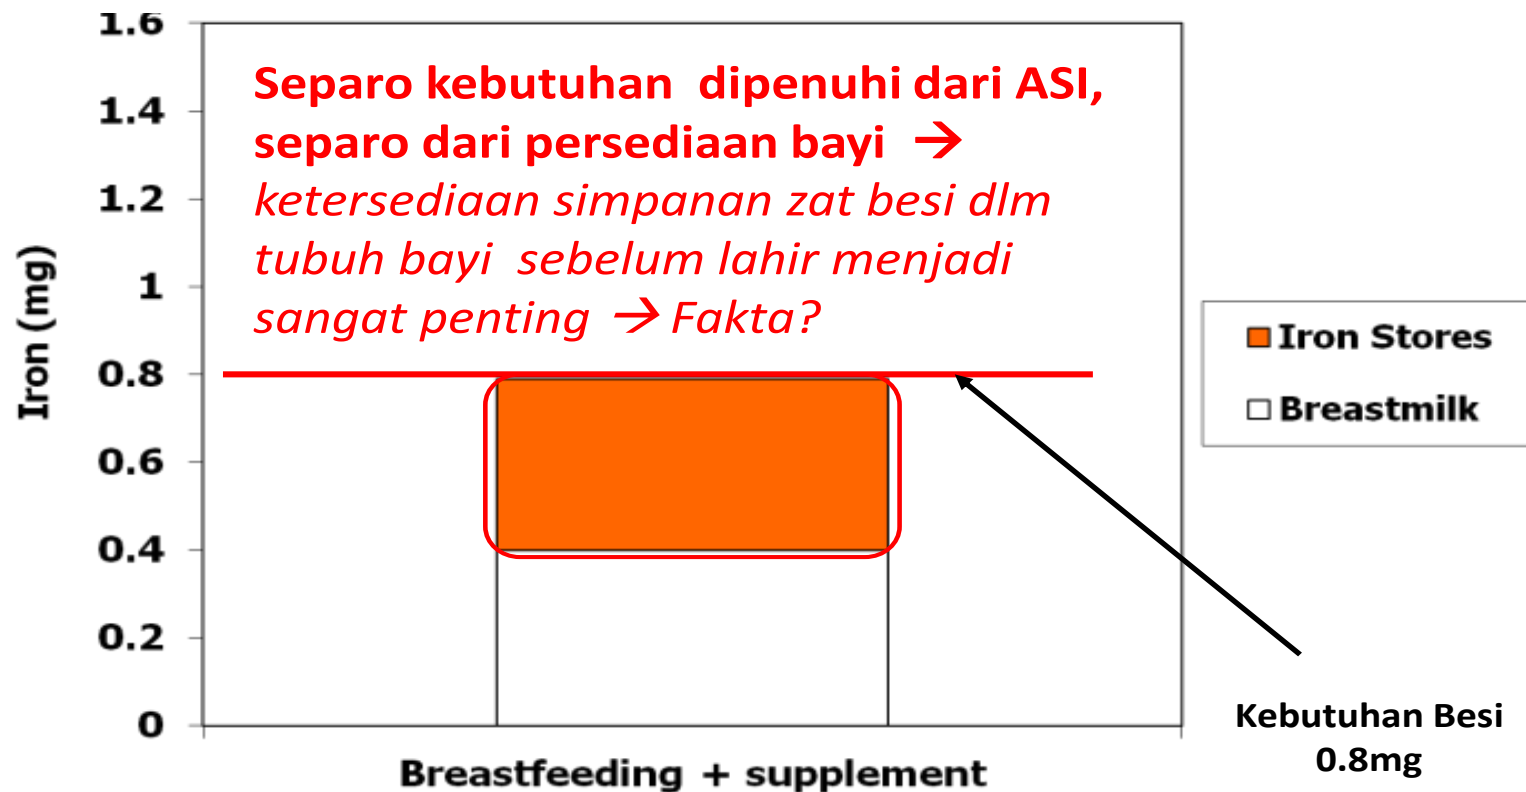 1.6
1.4
1.2
1
0.8
0.6
0.4
0.2
0
Iron (mg)
Separo kebutuhan dipenuhi dari ASI,
separo dari persediaan bayi →
ketersediaan simpanan zat besi dlm
tubuh bayi sebelum lahir menjadi
sangat penting → Fakta?
Iron Stores
Breastmilk
Kebutuhan Besi
0.8mg
Breastfeeding + supplement